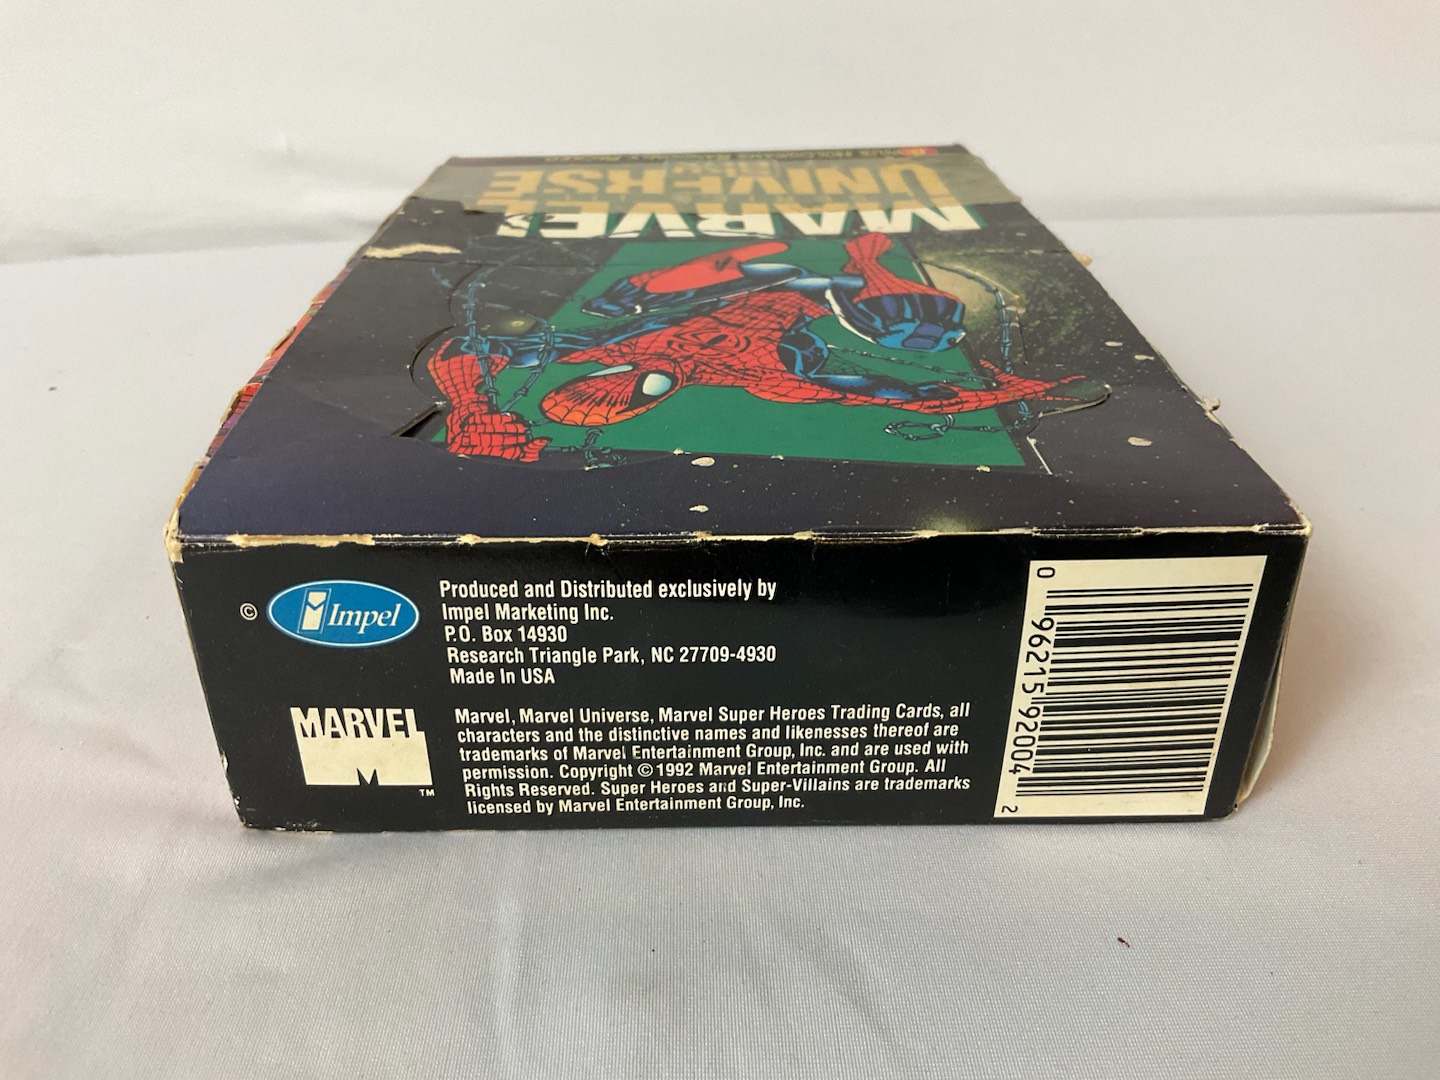 BONUS HOLOGRAMS RANDOMLY PACKED
UNIVERSE
MARVEL
©
Impel
Produced and Distributed exclusively by
Impel Marketing Inc.
P.O. Box 14930
Research Triangle Park, NC 27709-4930
Made In USA
MARVEL
M
TM
Marvel, Marvel Universe, Marvel Super Heroes Trading Cards, all
characters and the distinctive names and likenesses thereof are
trademarks of Marvel Entertainment Group, Inc. and are used with
permission. Copyright © 1992 Marvel Entertainment Group. All
Rights Reserved. Super Heroes and Super-Villains are trademarks
licensed by Marvel Entertainment Group, Inc.
0 96215 92004 2